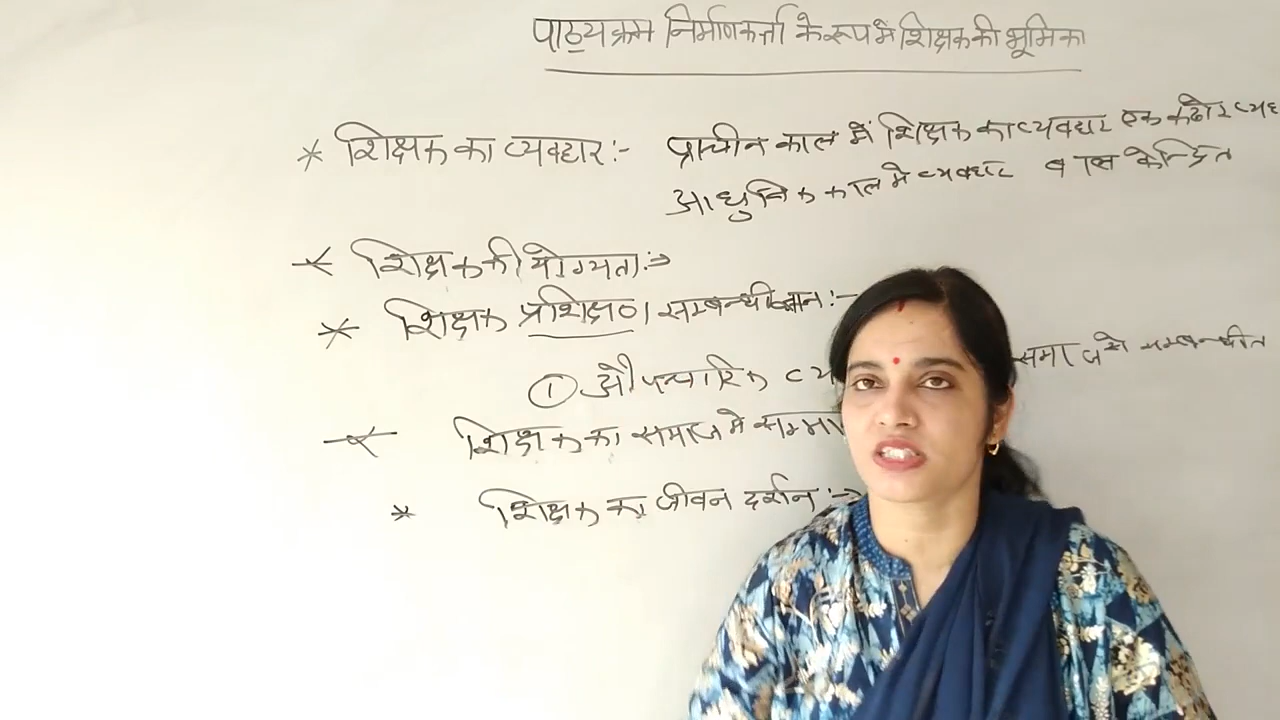 पाठ्यक्रम निर्माणकर्त्ता के रूप में शिक्षक की भूमिका
* शिक्षक का व्यवहार:- प्राचीन काल में शिक्षक का व्यवहार एक कठोर व्यव
आधुनिक काल मे व्यवहार बाल केन्द्रित
* शिक्षक की योग्यता:→
* शिक्षक प्रशिक्षण सम्बन्धी ज्ञान:-
① औपचारिक समाज से सम्बन्धीत
* शिक्षक का समाज मे
* शिक्षक का जीवन दर्शन:→